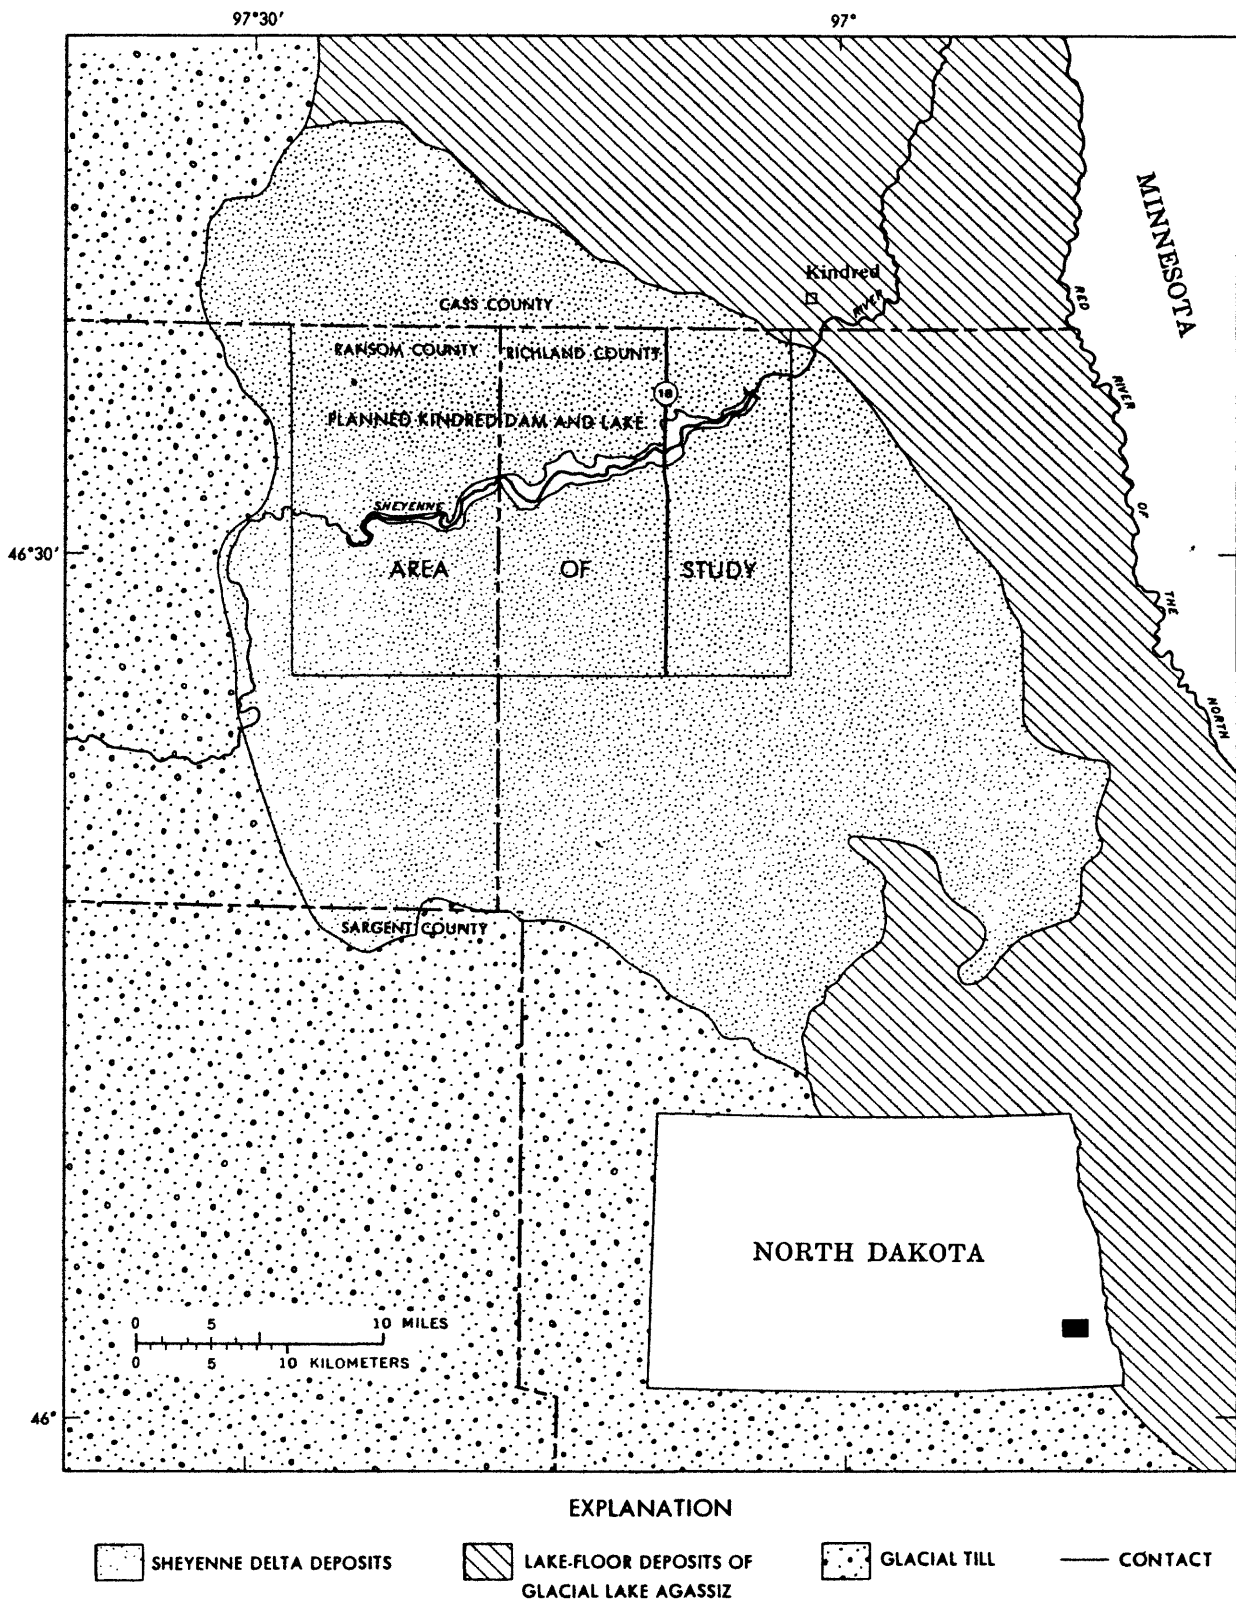 97°30′
97°
MINNESOTA
Kindred
RIVER
RED
CASS COUNTY
RANSOM COUNTY
RICHLAND COUNTY
RIVER
18
PLANNED KINDRED DAM AND LAKE
SHEYENNE
OF
46°30′
AREA OF STUDY
THE
NORTH
SARGENT COUNTY
NORTH DAKOTA
0 5 10 MILES
0 5 10 KILOMETERS
46°
EXPLANATION
SHEYENNE DELTA DEPOSITS
LAKE-FLOOR DEPOSITS OF
GLACIAL LAKE AGASSIZ
GLACIAL TILL
CONTACT